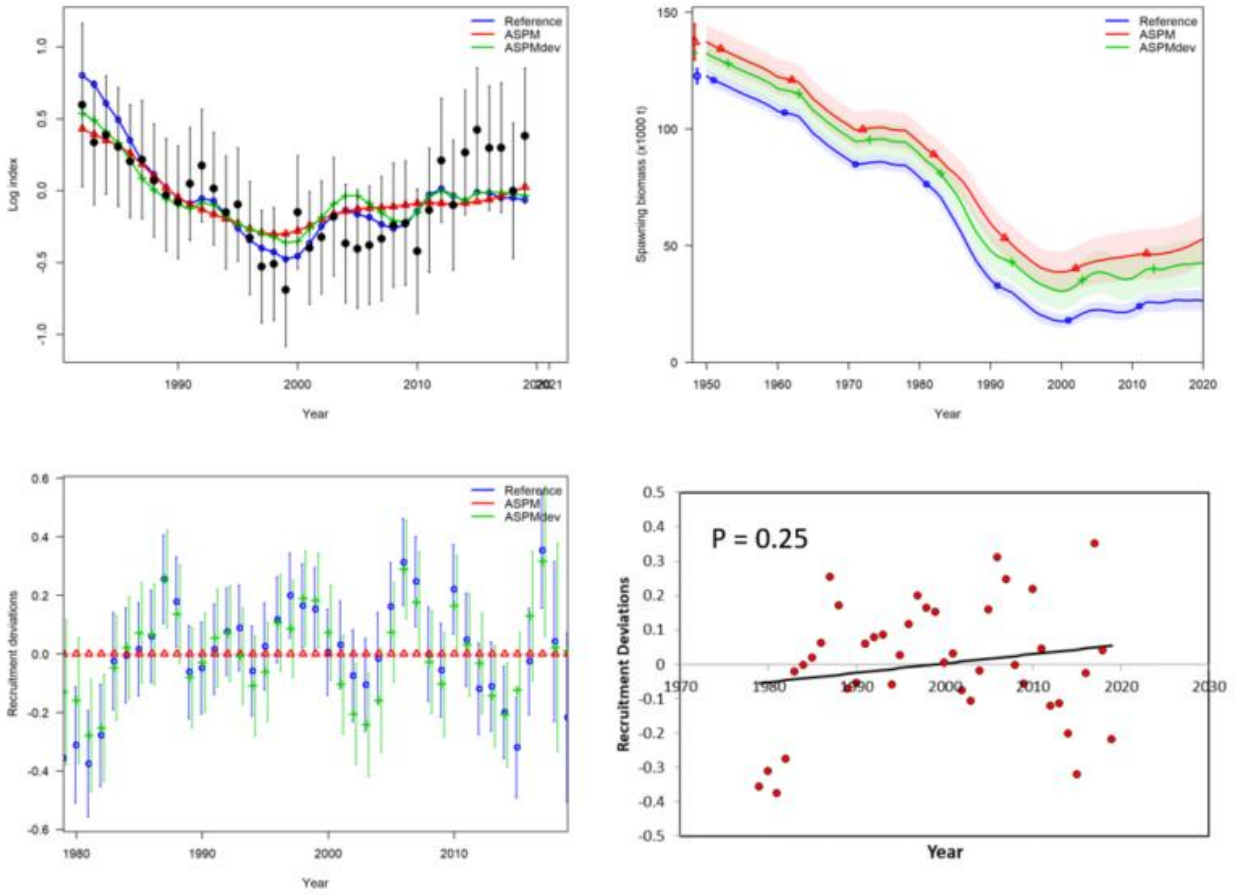 Reference
ASPM
ASPMdev
1.0
0.5
0.0
-0.5
-1.0
Log index
1990
2000
2010
2020
2021
Year
Reference
ASPM
ASPMdev
150
100
50
0
Spawning biomass (x1000 t)
1950
1960
1970
1980
1990
2000
2010
2020
Year
Reference
ASPM
ASPMdev
0.6
0.4
0.2
0.0
-0.2
-0.4
-0.6
Recruitment deviations
1980
1990
2000
2010
Year
P = 0.25
0.5
0.4
0.3
0.2
0.1
0
-0.1
-0.2
-0.3
-0.4
-0.5
Recruitment Deviations
1970
1980
1990
2000
2010
2020
2030
Year